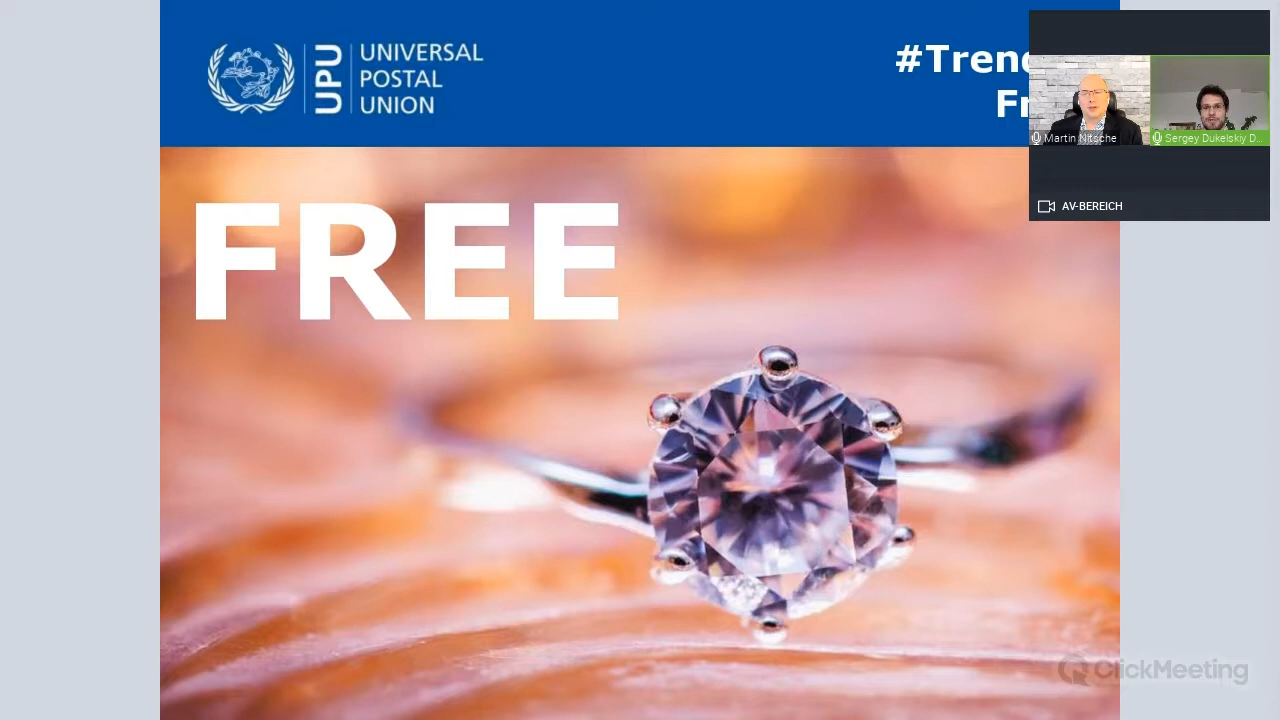 UPU
UNIVERSAL
POSTAL
UNION
#Trend
Fr
Martin Nitsche
Sergey Dukelskiy D...
AV-BEREICH
FREE
ClickMeeting